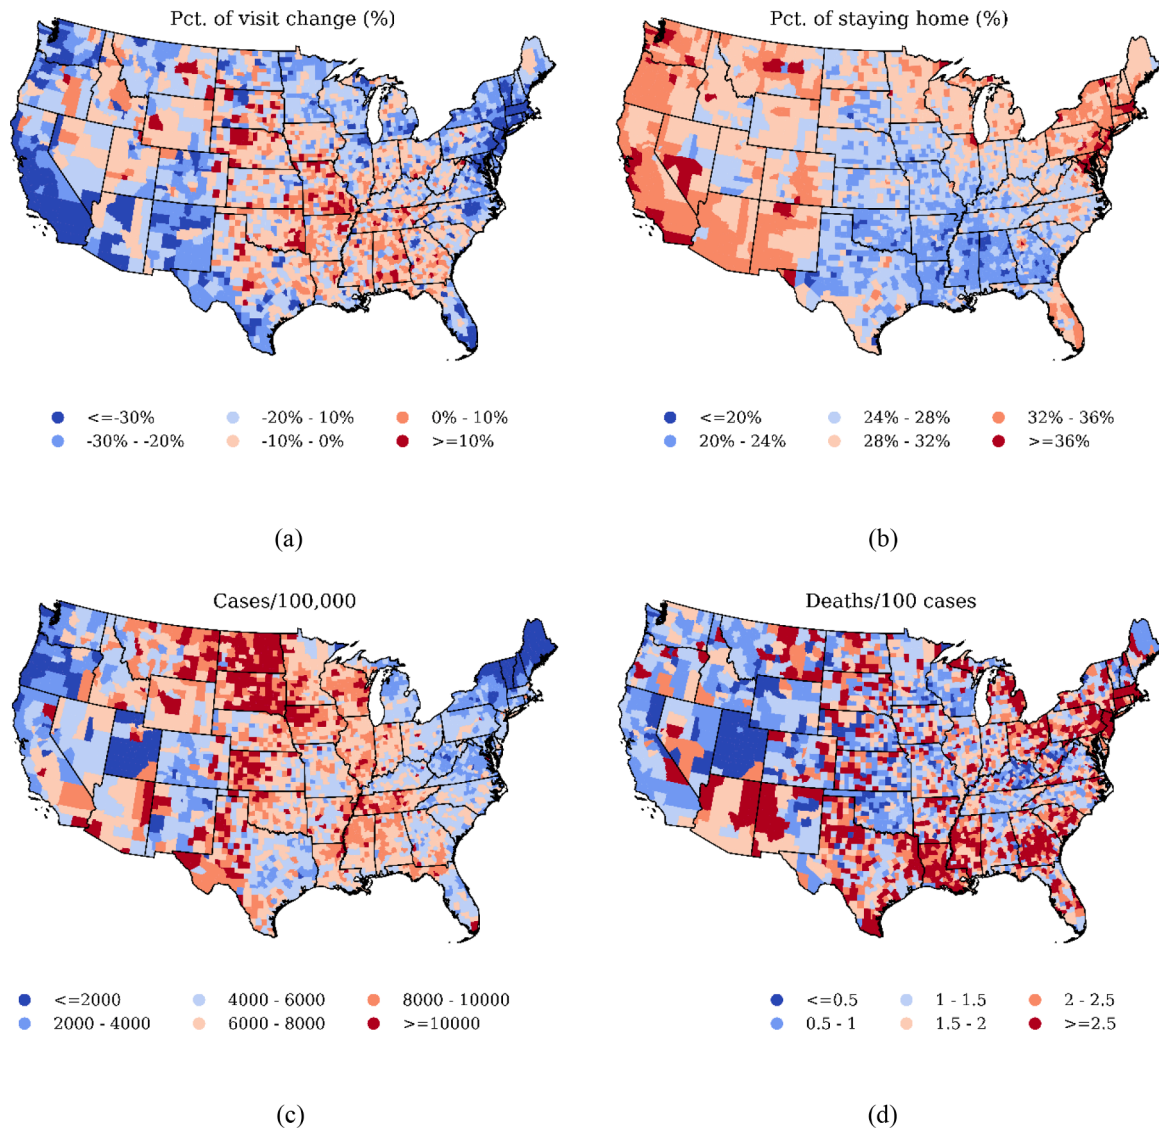 Pct. of visit change (%)
Pct. of staying home (%)
<=-30% -20% - 10% 0% - 10%
-30% - -20% -10% - 0% >=10%
<=20% 24% - 28% 32% - 36%
20% - 24% 28% - 32% >=36%
(a)
(b)
Cases/100,000
Deaths/100 cases
<=2000 4000 - 6000 8000 - 10000
2000 - 4000 6000 - 8000 >=10000
<=0.5 1 - 1.5 2 - 2.5
0.5 - 1 1.5 - 2 >=2.5
(c)
(d)